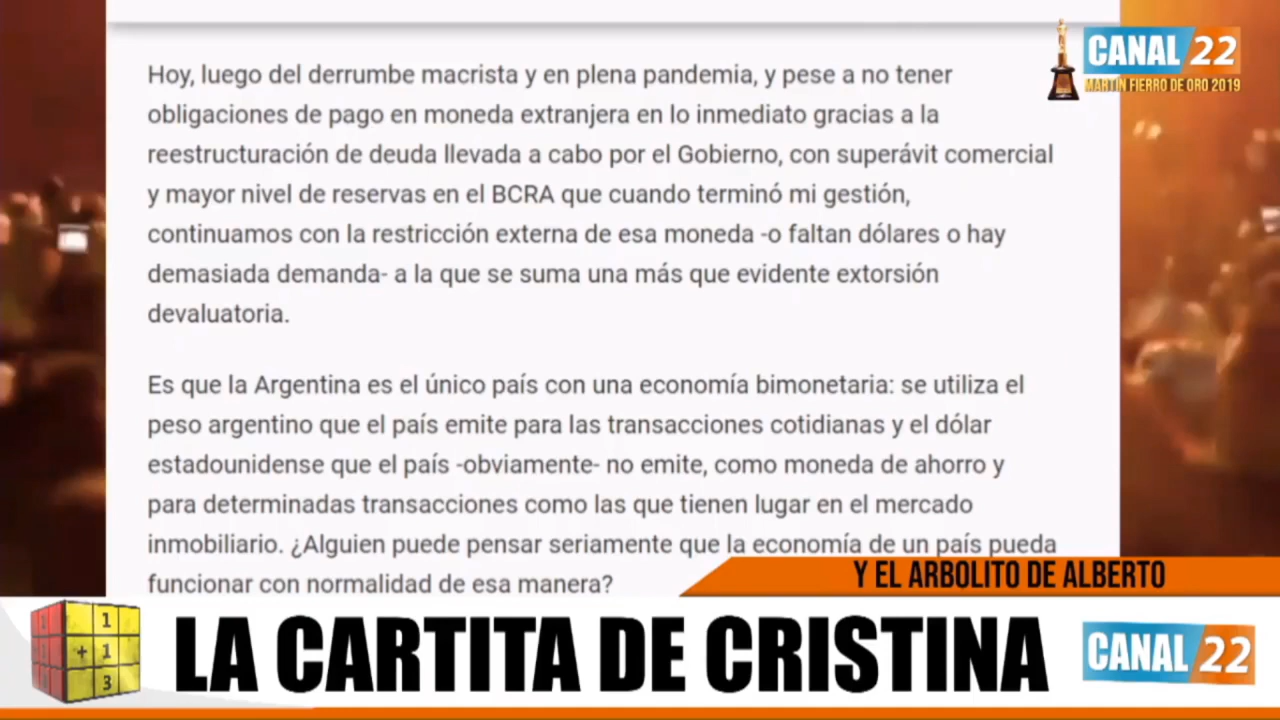 CANAL 22
MARTÍN FIERRO DE ORO 2019
Hoy, luego del derrumbe macrista y en plena pandemia, y pese a no tener
obligaciones de pago en moneda extranjera en lo inmediato gracias a la
reestructuración de deuda llevada a cabo por el Gobierno, con superávit comercial
y mayor nivel de reservas en el BCRA que cuando terminó mi gestión,
continuamos con la restricción externa de esa moneda -o faltan dólares o hay
demasiada demanda- a la que se suma una más que evidente extorsión
devaluatoria.
Es que la Argentina es el único país con una economía bimonetaria: se utiliza el
peso argentino que el país emite para las transacciones cotidianas y el dólar
estadounidense que el país -obviamente- no emite, como moneda de ahorro y
para determinadas transacciones como las que tienen lugar en el mercado
inmobiliario. ¿Alguien puede pensar seriamente que la economía de un país pueda
funcionar con normalidad de esa manera?
Y EL ARBOLITO DE ALBERTO
1
+ 1
3
LA CARTITA DE CRISTINA
CANAL 22